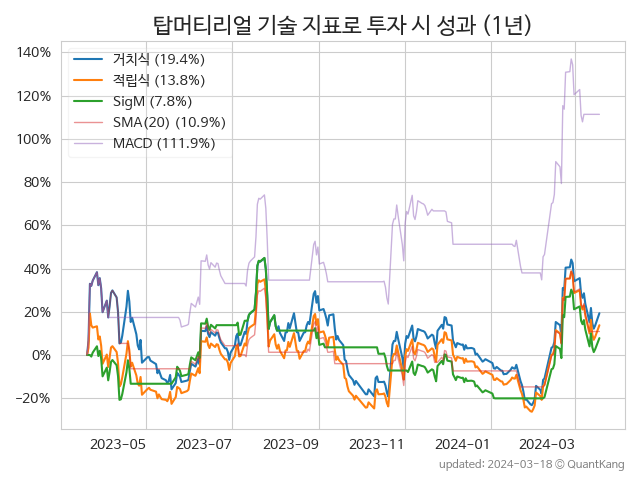 탑머티리얼 기술 지표로 투자 시 성과 (1년)
140%
120%
100%
80%
60%
40%
20%
0%
−20%
거치식 (19.4%)
적립식 (13.8%)
SigM (7.8%)
SMA(20) (10.9%)
MACD (111.9%)
2023−05
2023−07
2023−09
2023−11
2024−01
2024−03
updated: 2024−03−18 © QuantKang